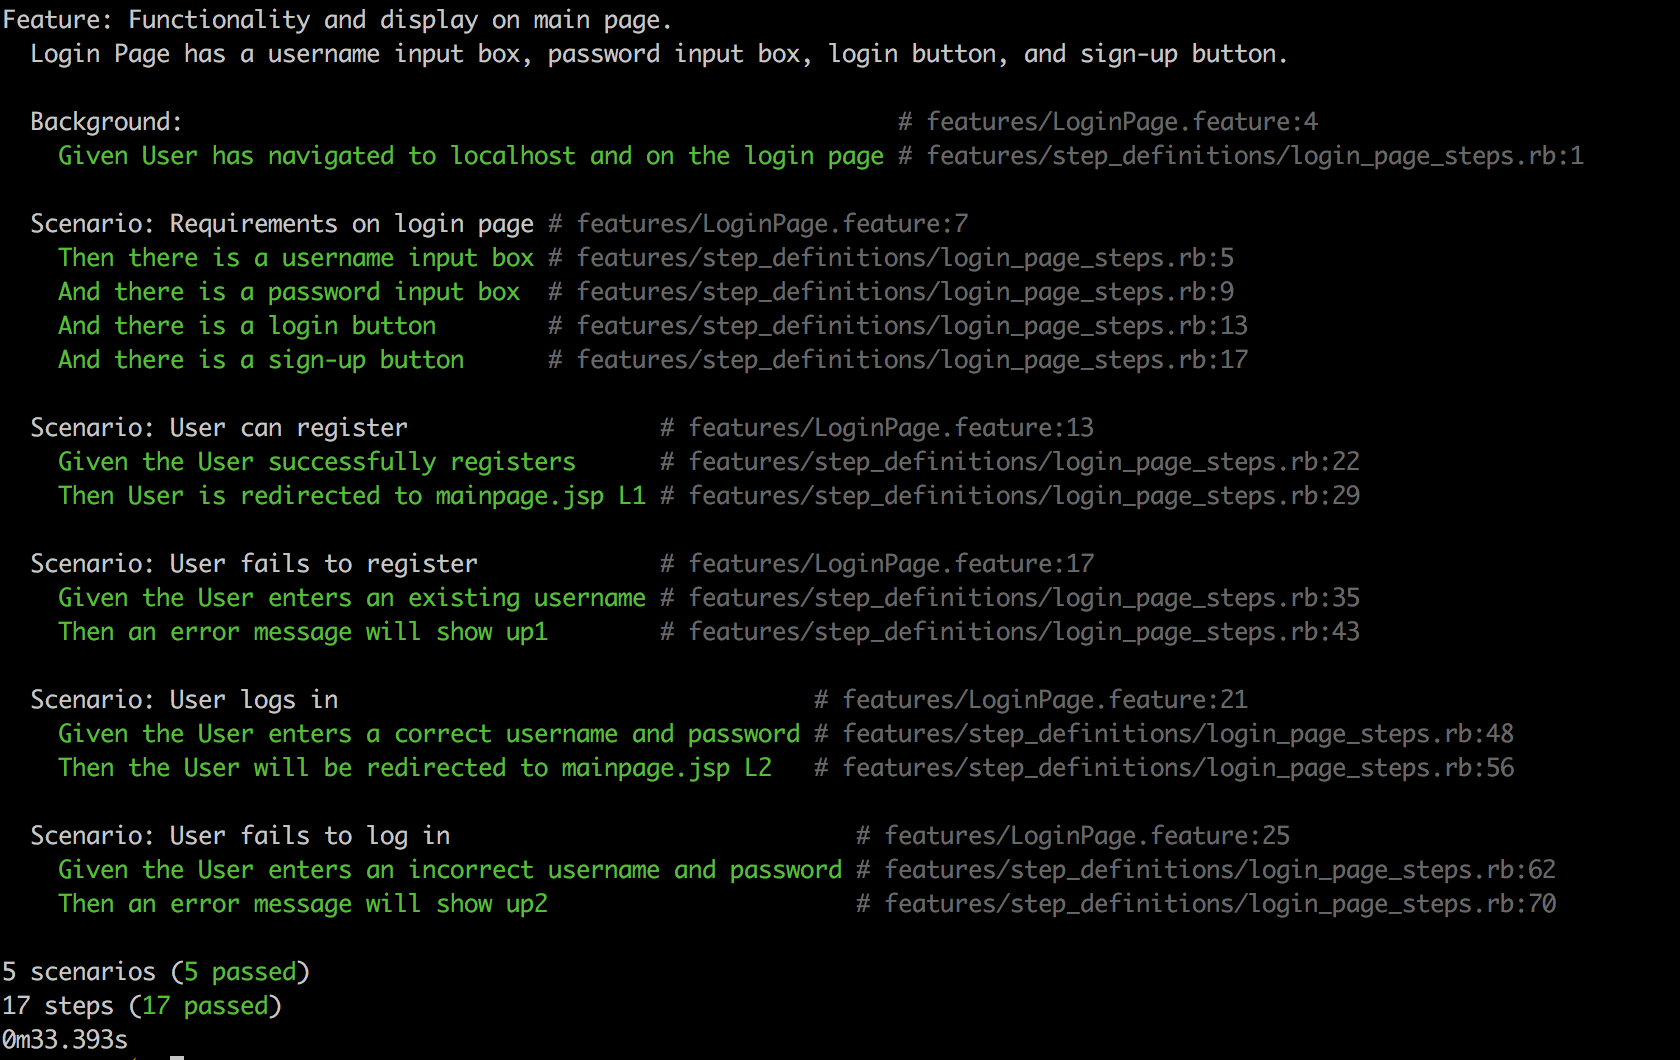 Feature: Functionality and display on main page.
Login Page has a username input box, password input box, login button, and sign-up button.
Background: # features/LoginPage.feature:4
Given User has navigated to localhost and on the login page # features/step_definitions/login_page_steps.rb:1
Scenario: Requirements on login page # features/LoginPage.feature:7
Then there is a username input box # features/step_definitions/login_page_steps.rb:5
And there is a password input box # features/step_definitions/login_page_steps.rb:9
And there is a login button # features/step_definitions/login_page_steps.rb:13
And there is a sign-up button # features/step_definitions/login_page_steps.rb:17
Scenario: User can register # features/LoginPage.feature:13
Given the User successfully registers # features/step_definitions/login_page_steps.rb:22
Then User is redirected to mainpage.jsp L1 # features/step_definitions/login_page_steps.rb:29
Scenario: User fails to register # features/LoginPage.feature:17
Given the User enters an existing username # features/step_definitions/login_page_steps.rb:35
Then an error message will show up1 # features/step_definitions/login_page_steps.rb:43
Scenario: User logs in # features/LoginPage.feature:21
Given the User enters a correct username and password # features/step_definitions/login_page_steps.rb:48
Then the User will be redirected to mainpage.jsp L2 # features/step_definitions/login_page_steps.rb:56
Scenario: User fails to log in # features/LoginPage.feature:25
Given the User enters an incorrect username and password # features/step_definitions/login_page_steps.rb:62
Then an error message will show up2 # features/step_definitions/login_page_steps.rb:70
5 scenarios (5 passed)
17 steps (17 passed)
0m33.393s